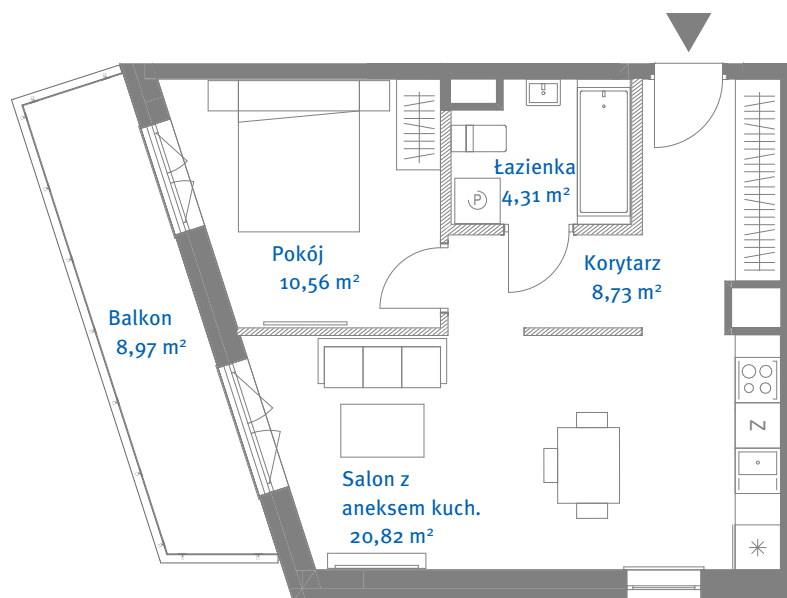 Łazienka
4,31 m²
P
Pokój
10,56 m²
Korytarz
8,73 m²
Balkon
8,97 m²
Z
Salon z
aneksem kuch.
20,82 m²